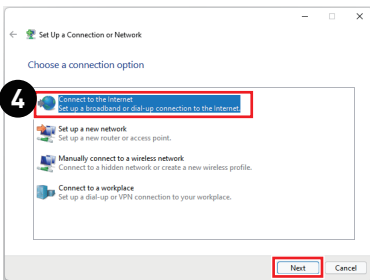 Set Up a Connection or Network
Choose a connection option
4
Connect to the Internet
Set up a broadband or dial-up connection to the Internet.
Set up a new network
Set up a new router or access point.
Manually connect to a wireless network
Connect to a hidden network or create a new wireless profile.
Connect to a workplace
Set up a dial-up or VPN connection to your workplace.
Next Cancel